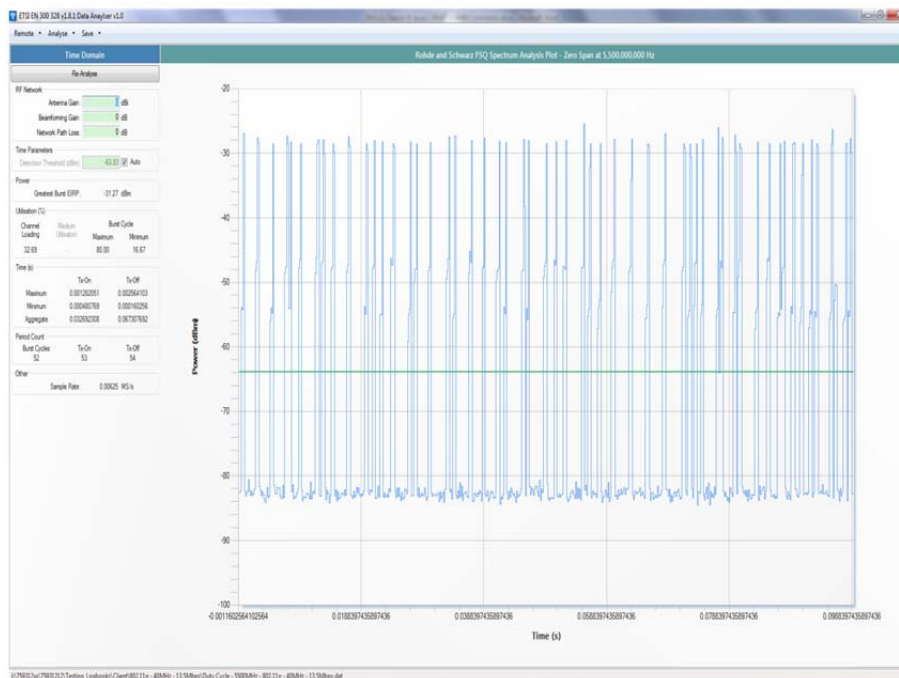 ETSI EN 300 328 v1.8.1 Data Anaylser v1.0
Remote Analyse Save
Time Domain
Re-Analyse
RF Network
Antenna Gain: dBi
Beamforming Gain: 0 dB
Network Path Loss: 0 dB
Time Parameters
Detection Threshold (dBm): Auto
Power
Greatest Burst EIRP: -31.27 dBm
Utilisation (%)
Channel Loading
Medium Utilisation
Burst Cycle
Maximum Minimum
32.69 80.00 16.67
Time (s)
Tx-On Tx-Off
Maximum 0.001282051 0.002564103
Minimum 0.000480769 0.000160256
Aggregate 0.032692308 0.067307692
Period Count
Burst Cycles Tx-On Tx-Off
52 53 54
Other
Sample Rate: 0.00625 MS/s
Rohde and Schwarz FSQ Spectrum Analysis Plot - Zero Span at 5,500,000,000 Hz
Power (dBm)
-20
-30
-40
-50
-60
-70
-80
-90
-100
-0.0011602564102564 0.0188397435897436 0.0388397435897436 0.0588397435897436 0.0788397435897436 0.0988397435897436
Time (s)